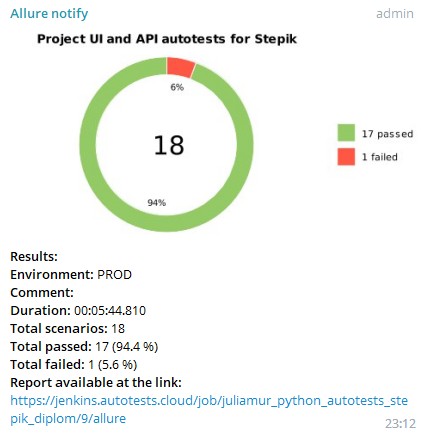 Allure notify admin
Project UI and API autotests for Stepik
6%
17 passed
18
1 failed
94%
Results:
Environment: PROD
Comment:
Duration: 00:05:44.810
Total scenarios: 18
Total passed: 17 (94.4 %)
Total failed: 1 (5.6 %)
Report available at the link:
https://jenkins.autotests.cloud/job/juliamur_python_autotests_ste
pik_diplom/9/allure
23:12